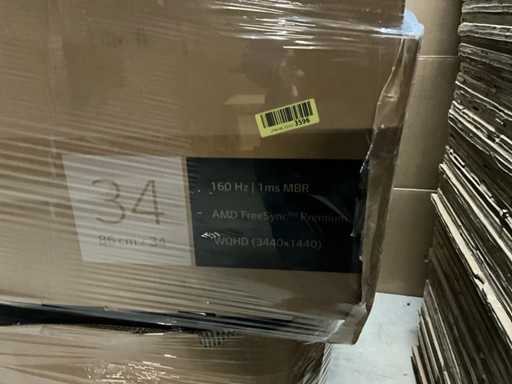 3596
34
86 cm / 34
160 Hz | 1ms MBR
AMD FreeSync™ Premium
WQHD (3440x1440)